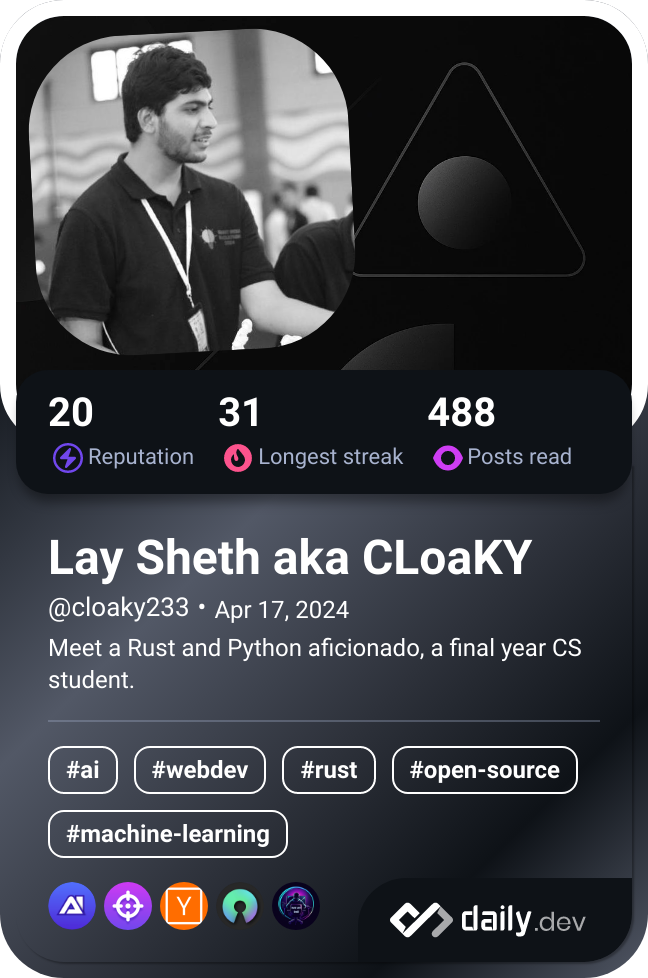 20 31 488
Reputation Longest streak Posts read
Lay Sheth aka CLoaKY
@cloaky233 • Apr 17, 2024
Meet a Rust and Python aficionado, a final year CS
student.
#ai #webdev #rust #open-source
#machine-learning
Y
daily.dev